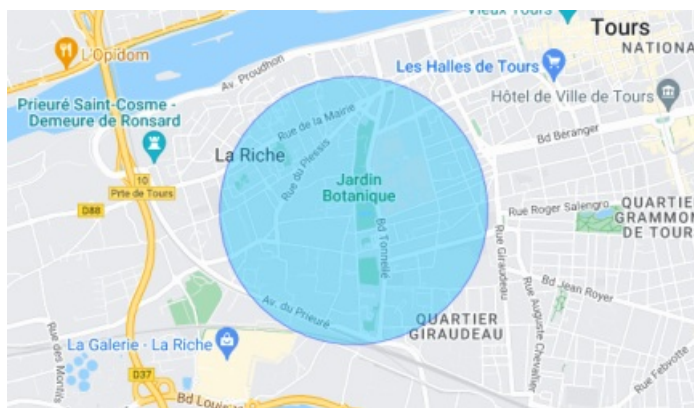 Vieux Tours
Tours
NATIONA
L'Opidom
Av. Proudhon
Les Halles de Tours
Hôtel de Ville de Tours
Prieuré Saint-Cosme -
Demeure de Ronsard
Rue de la Mairie
Bd Béranger
La Riche
Rue du Plessis
Jardin
Botanique
10
Prte de Tours
D88
Rue Roger Salengro
QUARTIE
GRAMMON
DE TOUR
Bd Tonnellé
Rue Giraudeau
Bd Jean Royer
Av. du Prieuré
QUARTIER
GIRAUDEAU
Rue Auguste Chevallier
Rue des Montils
La Galerie - La Riche
Rue Febvotte
D37
Bd Louis